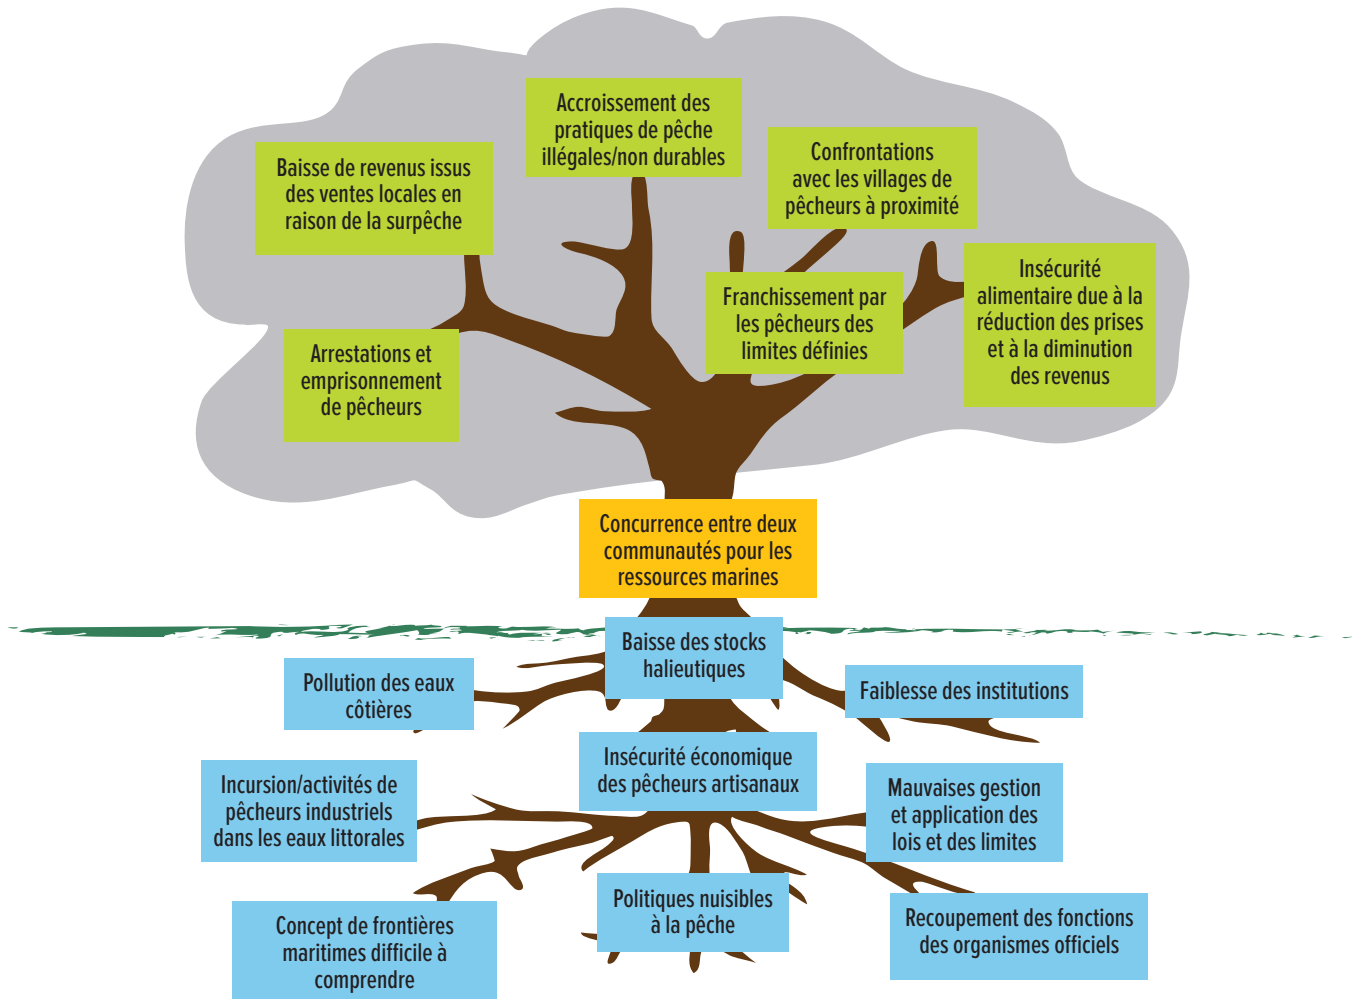 Accroissement des
pratiques de pêche
illégales/non durables
Baisse de revenus issus
des ventes locales en
raison de la surpêche
Confrontations
avec les villages de
pêcheurs à proximité
Insécurité
alimentaire due à la
réduction des prises
et à la diminution
des revenus
Franchissement par
les pêcheurs des
limites définies
Arrestations et
emprisonnement
de pêcheurs
Concurrence entre deux
communautés pour les
ressources marines
Baisse des stocks
halieutiques
Pollution des eaux
côtières
Faiblesse des institutions
Insécurité économique
des pêcheurs artisanaux
Incursion/activités de
pêcheurs industriels
dans les eaux littorales
Mauvaises gestion
et application des
lois et des limites
Politiques nuisibles
à la pêche
Concept de frontières
maritimes difficile à
comprendre
Recoupement des fonctions
des organismes officiels